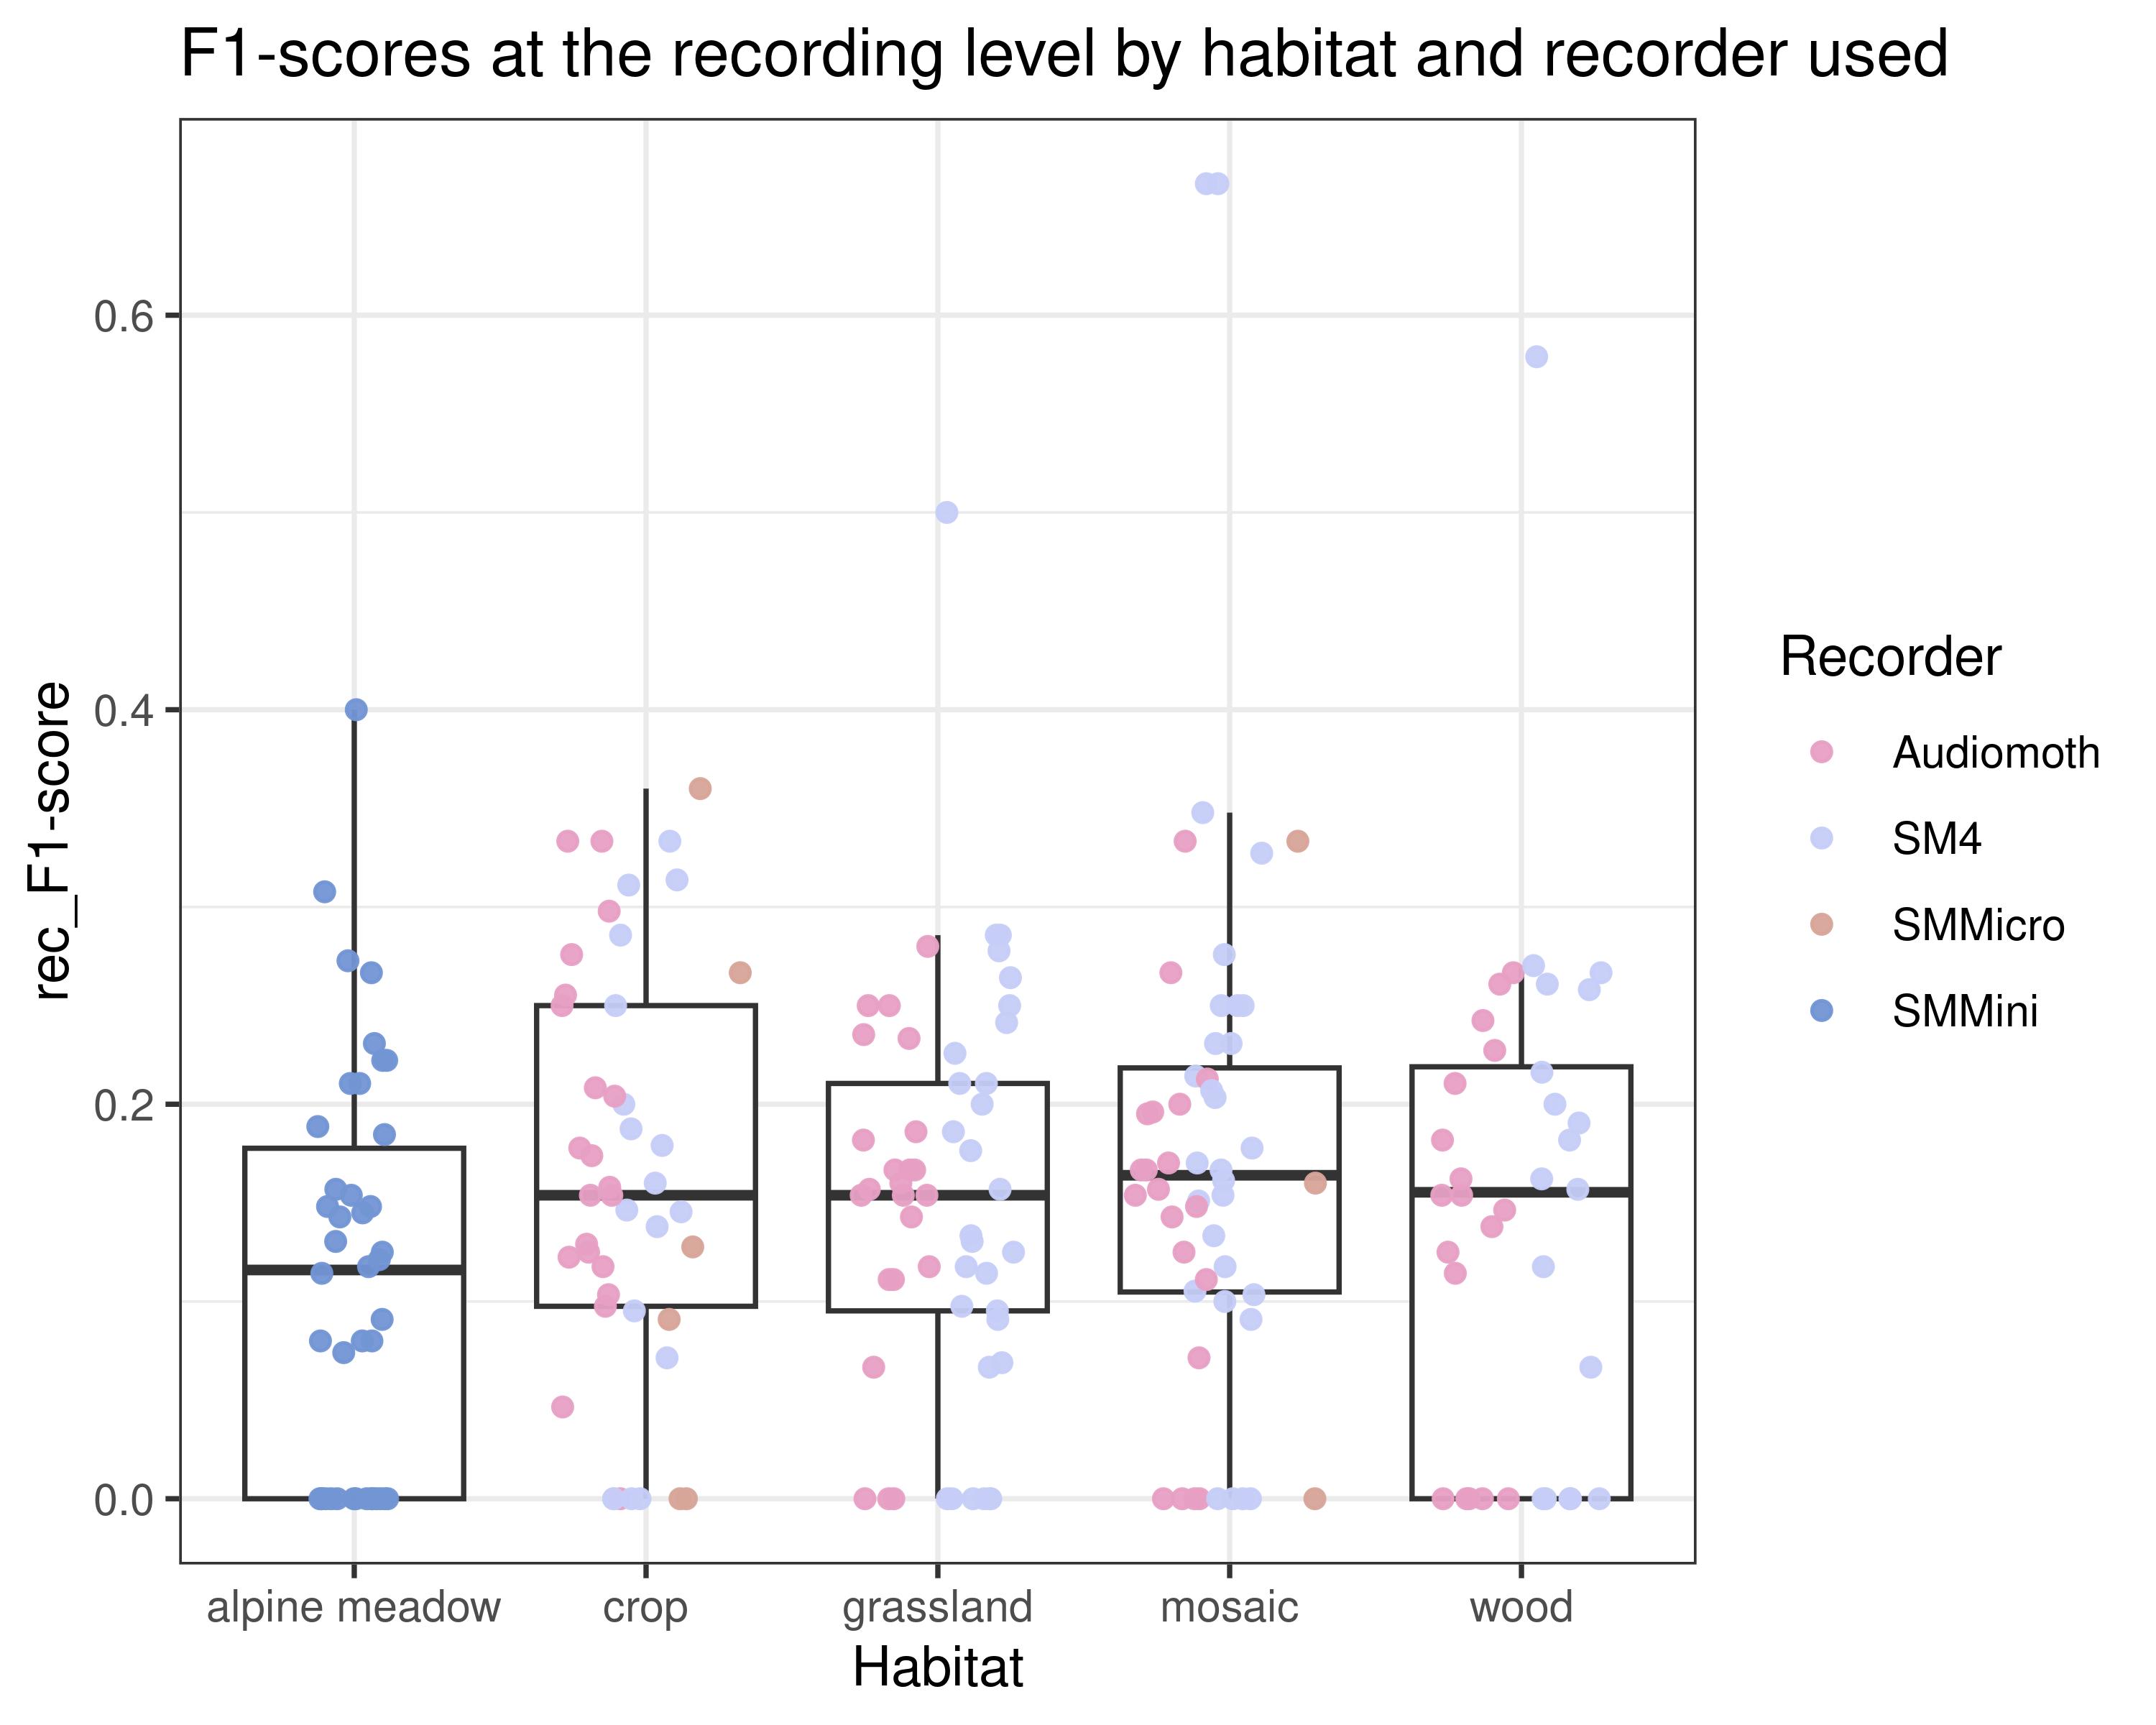 F1-scores at the recording level by habitat and recorder used
rec_F1-score
0.6
0.4
0.2
0.0
alpine meadow
crop
grassland
mosaic
wood
Habitat
Recorder
Audiomoth
SM4
SMMicro
SMMini